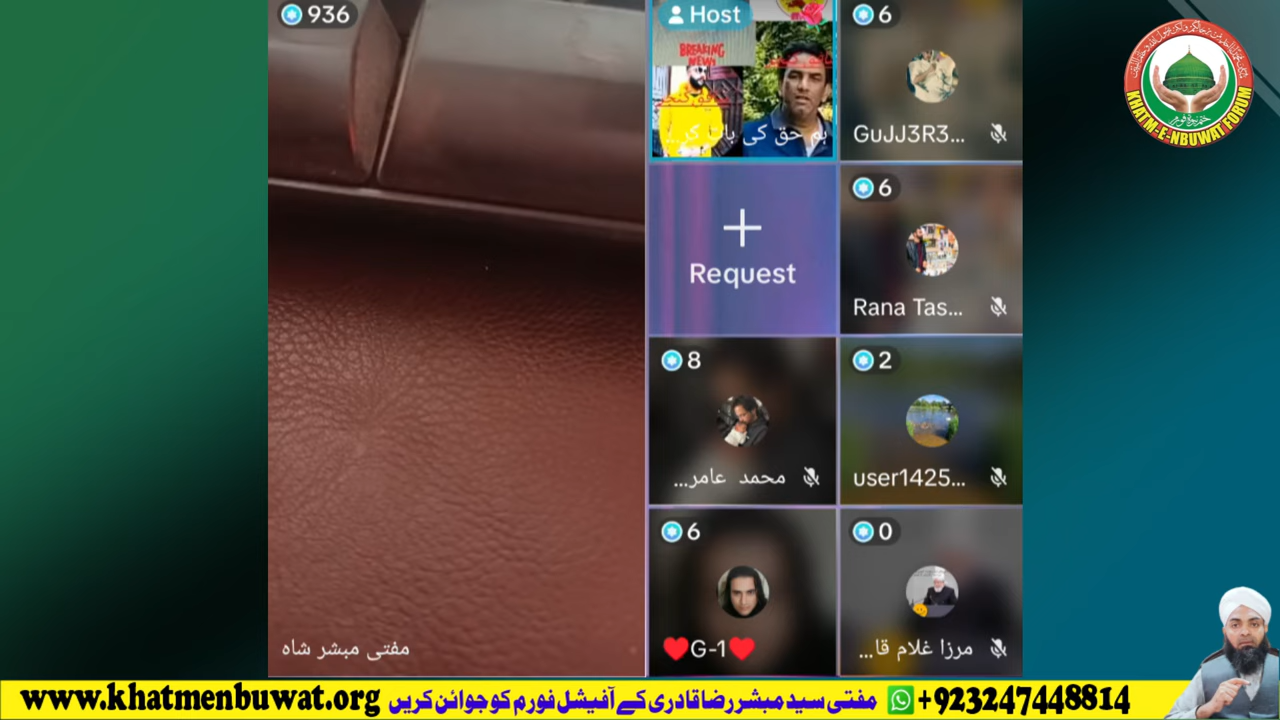 936
مفتی مبشر شاہ
Host
BREAKING
NEWS
ہم حق کی بات کر...
6
GuJJ3R3...
Request
6
Rana Tas...
8
محمد عامر...
2
user1425...
6
G-1
0
مرزا غلام قا...
KHATM-E-NBUWAT FORUM
www.khatmenbuwat.org مفتی سید مبشر رضا قادری کے آفیشل فورم کو جوائن کریں +923247448814